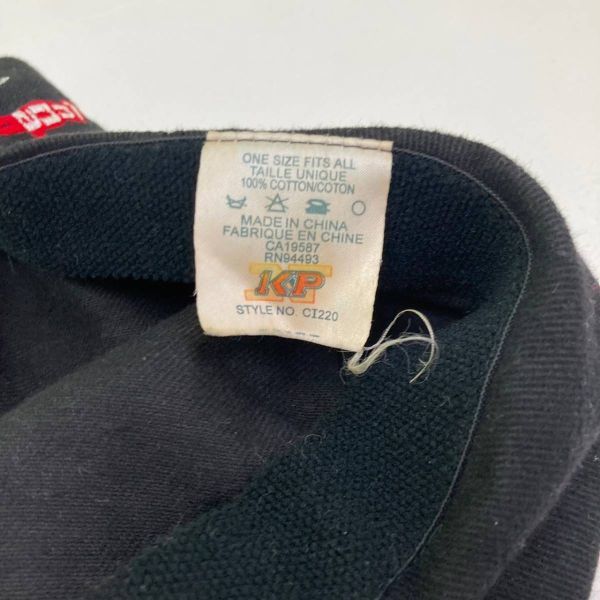 ONE SIZE FITS ALL
TAILLE UNIQUE
100% COTTON/COTON
MADE IN CHINA
FABRIQUE EN CHINE
CA19587
RN94493
KP
STYLE NO. CI220